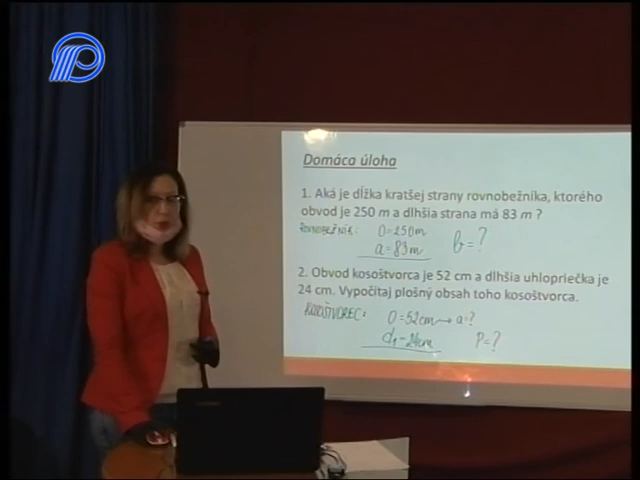 Domáca úloha
1. Aká je dĺžka kratšej strany rovnobežníka, ktorého
obvod je 250 m a dlhšia strana má 83 m ?
ROVNOBEŽNÍK: O=250m
a=83m b=?
2. Obvod kosoštvorca je 52 cm a dlhšia uhlopriečka je
24 cm. Vypočítaj plošný obsah toho kosoštvorca.
KOSOŠTVOREC: O=52cm → a=?
d₁=24cm P=?